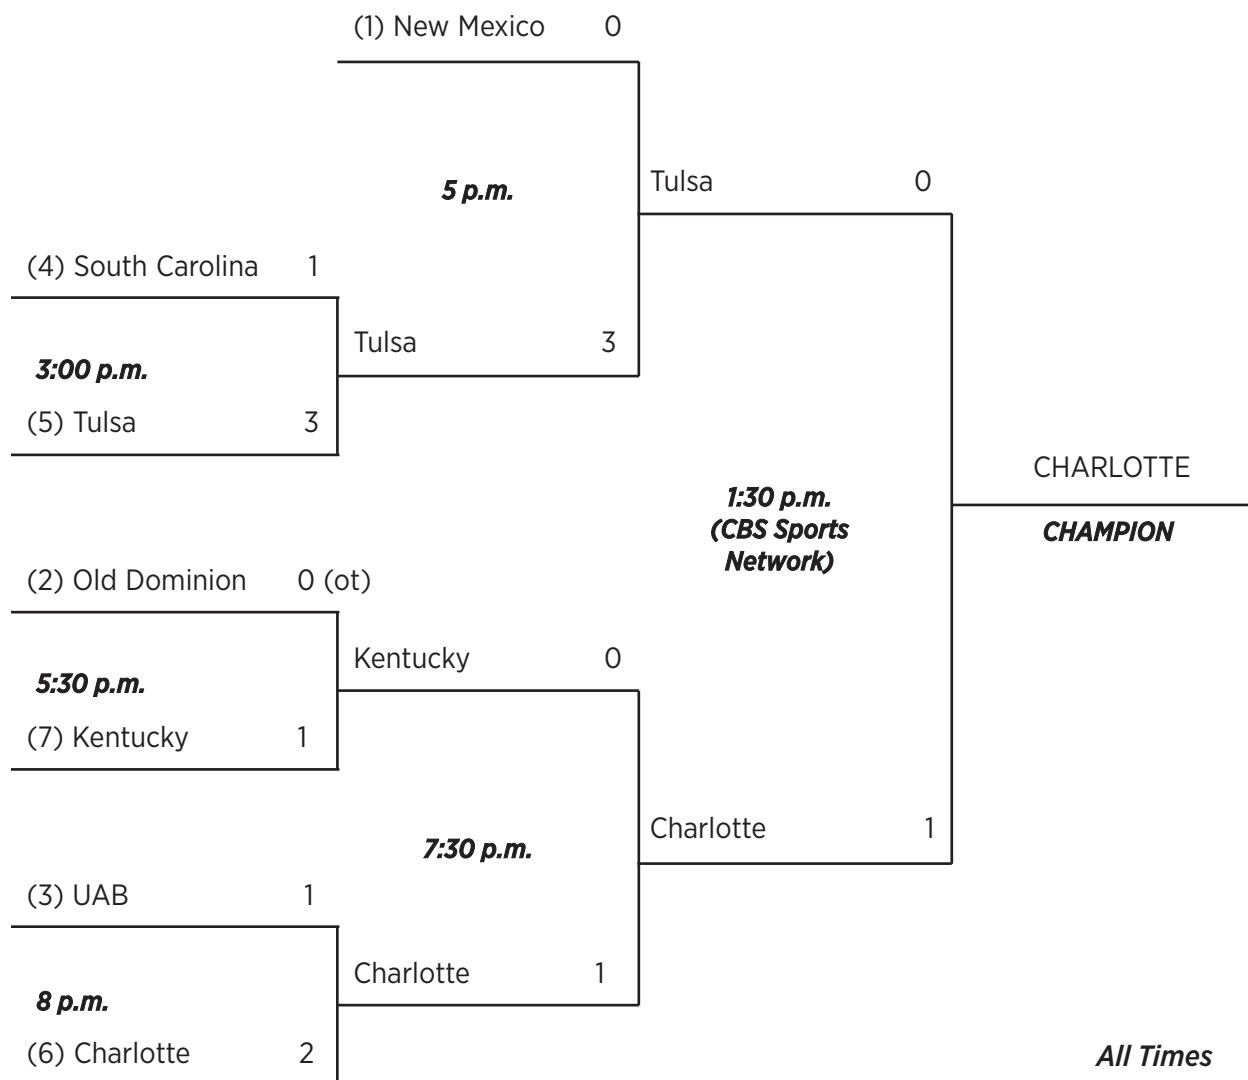 (1) New Mexico 0
5 p.m.
Tulsa 0
(4) South Carolina 1
Tulsa 3
3:00 p.m.
(5) Tulsa 3
CHARLOTTE
1:30 p.m.
(CBS Sports
Network)
CHAMPION
(2) Old Dominion 0 (ot)
Kentucky 0
5:30 p.m.
(7) Kentucky 1
Charlotte 1
7:30 p.m.
(3) UAB 1
Charlotte 1
8 p.m.
(6) Charlotte 2
All Times